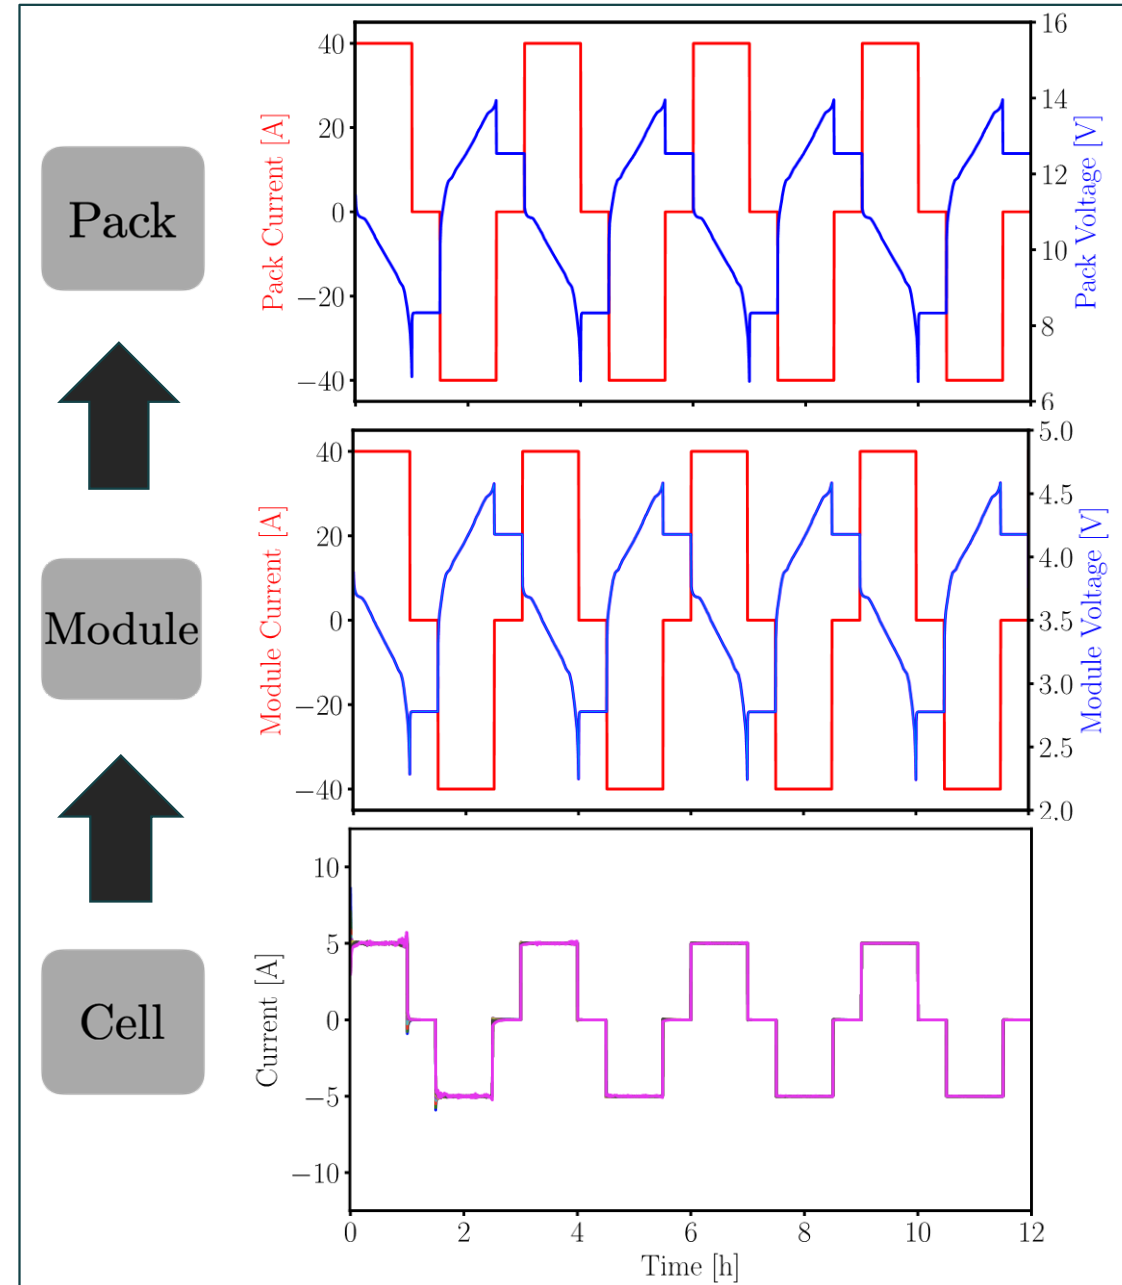 Pack
Module
Cell
Pack Current [A]
40
20
0
−20
−40
16
14
12
10
8
6
Pack Voltage [V]
Module Current [A]
40
20
0
−20
−40
5.0
4.5
4.0
3.5
3.0
2.5
2.0
Module Voltage [V]
Current [A]
10
5
0
−5
−10
0 2 4 6 8 10 12
Time [h]